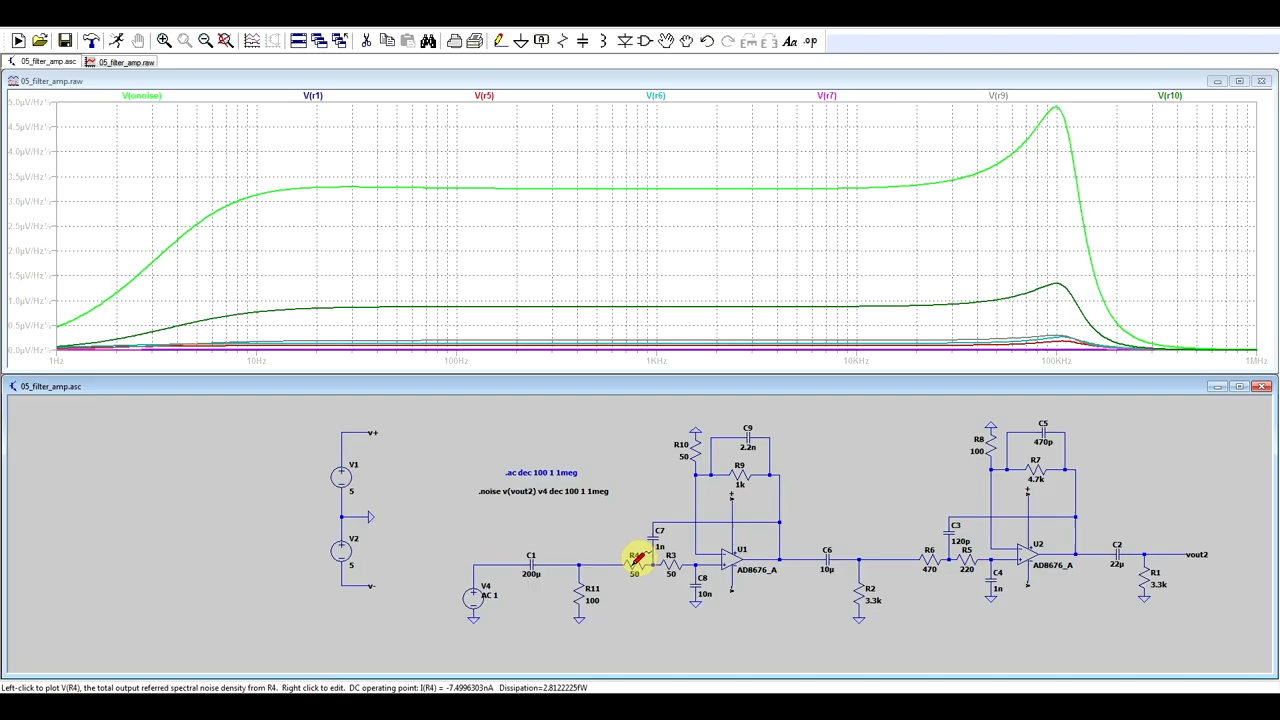 .op
05_filter_amp.asc
05_filter_amp.raw
05_filter_amp.raw
V(onoise) V(r1) V(r5) V(r6) V(r7) V(r9) V(r10)
5.0µV/Hz½
4.5µV/Hz½
4.0µV/Hz½
3.5µV/Hz½
3.0µV/Hz½
2.5µV/Hz½
2.0µV/Hz½
1.5µV/Hz½
1.0µV/Hz½
0.5µV/Hz½
0.0µV/Hz½
1Hz 10Hz 100Hz 1KHz 10KHz 100KHz 1MHz
05_filter_amp.asc
v+
V1
5
V2
5
v-
.ac dec 100 1 1meg
.noise v(vout2) v4 dec 100 1 1meg
V4
AC 1
C1
200µ
R11
100
R4
50
C7
1n
R3
50
C8
10n
R10
50
C9
2.2n
R9
1k
U1
AD8676_A
C6
10µ
R2
3.3k
R6
470
C3
120p
R5
220
C4
1n
R8
100
C5
470p
R7
4.7k
U2
AD8676_A
C2
22µ
R1
3.3k
vout2
Left-click to plot V(R4), the total output referred spectral noise density from R4. Right click to edit. DC operating point: I(R4) = -7.4996303nA Dissipation=2.8122225fW